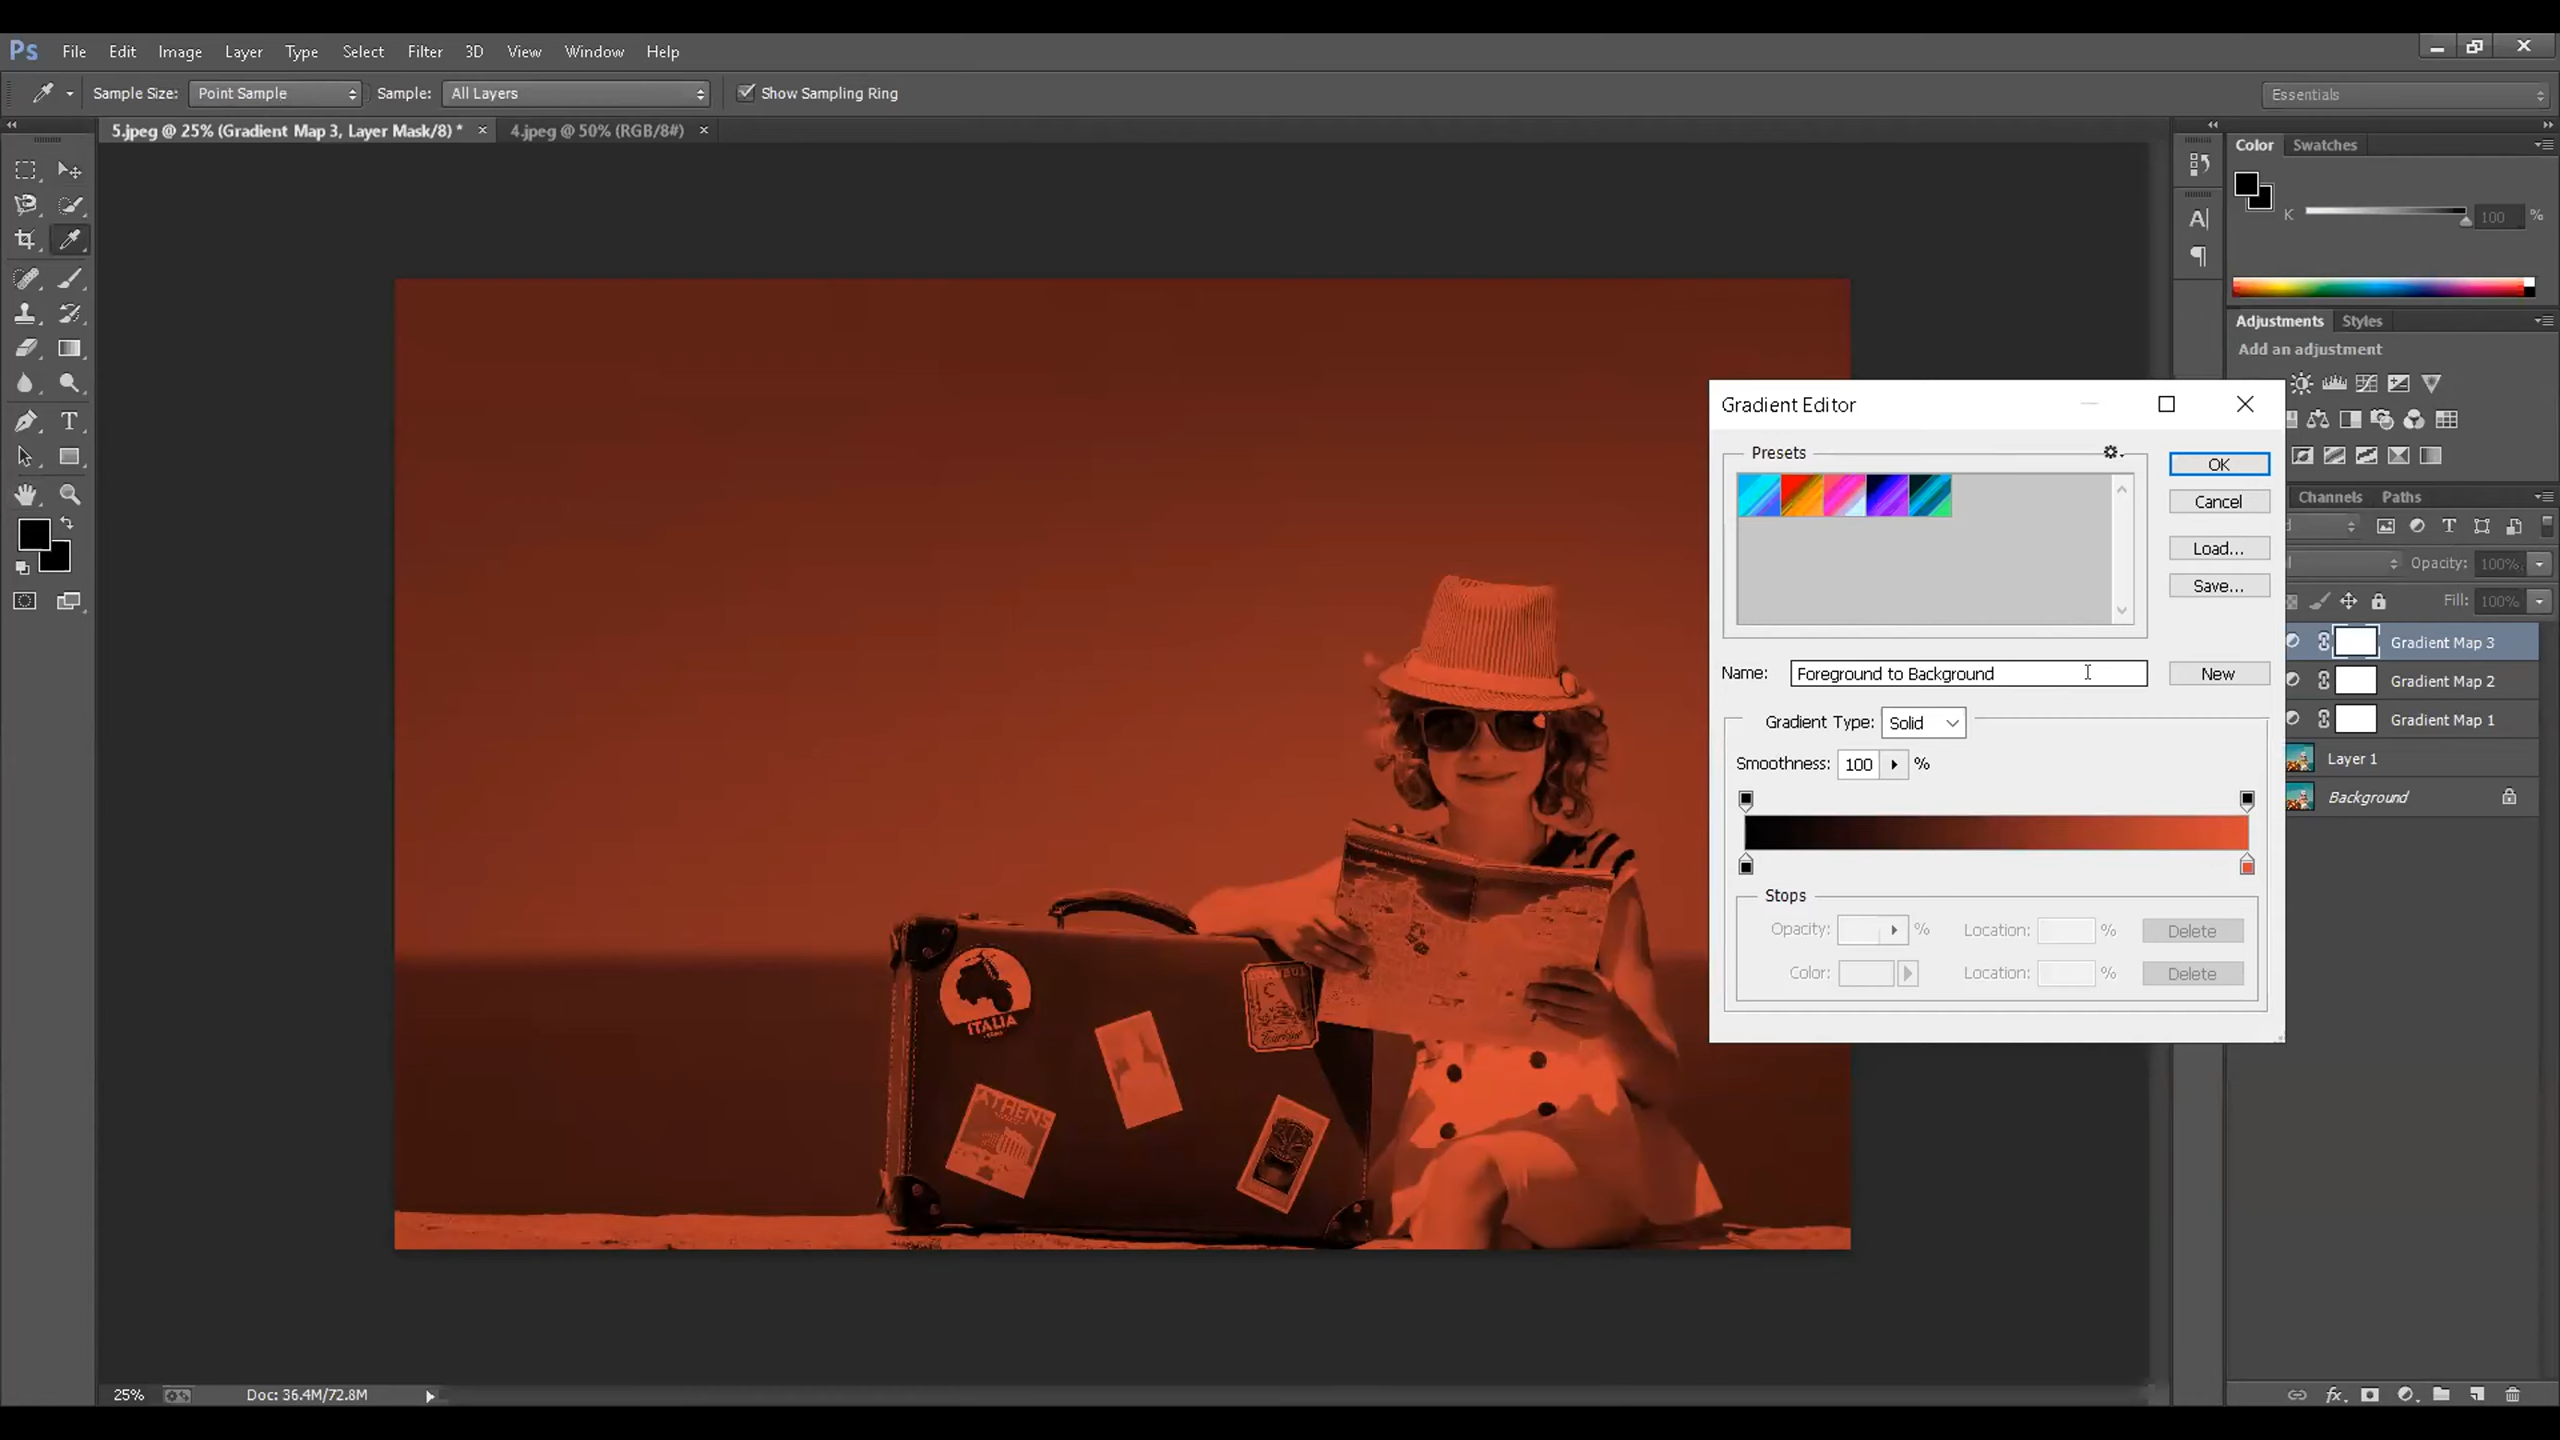 Ps File Edit Image Layer Type Select Filter 3D View Window Help
Sample Size: Point Sample Sample: All Layers Show Sampling Ring Essentials
5.jpeg @ 25% (Gradient Map 3, Layer Mask/8) * 4.jpeg @ 50% (RGB/8#)
Color Swatches
K 100 %
Adjustments Styles
Add an adjustment
Channels Paths
Opacity: 100%
Fill: 100%
Gradient Map 3
Gradient Map 2
Gradient Map 1
Layer 1
Background
Gradient Editor
Presets
OK
Cancel
Load...
Save...
Name: Foreground to Background New
Gradient Type: Solid
Smoothness: 100 %
Stops
Opacity: % Location: % Delete
Color: Location: % Delete
ITALIA
ISTANBUL
ATHENS
25% Doc: 36.4M/72.8M